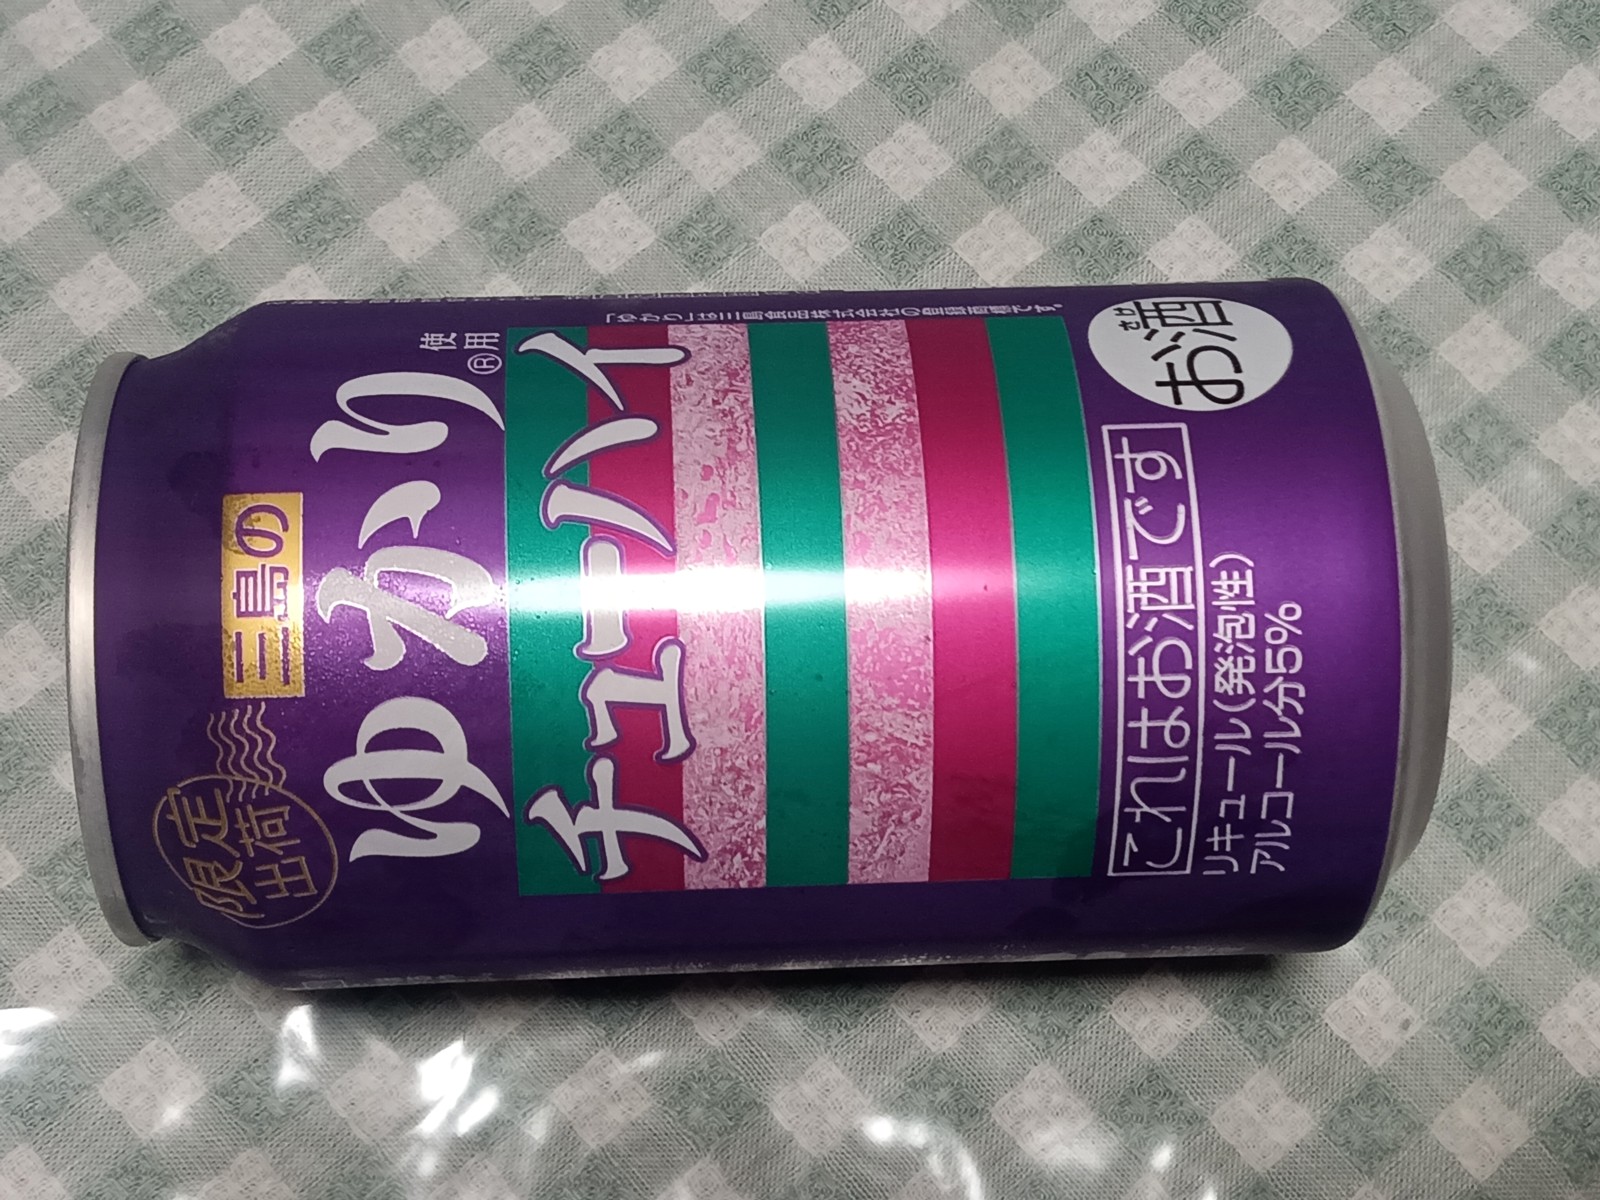 限定
出荷
三島の
ゆかり®使用
チューハイ
「ゆかり」は三島食品株式会社の登録商標です。
これはお酒です
リキュール(発泡性)
アルコール分5%
お酒
さけ